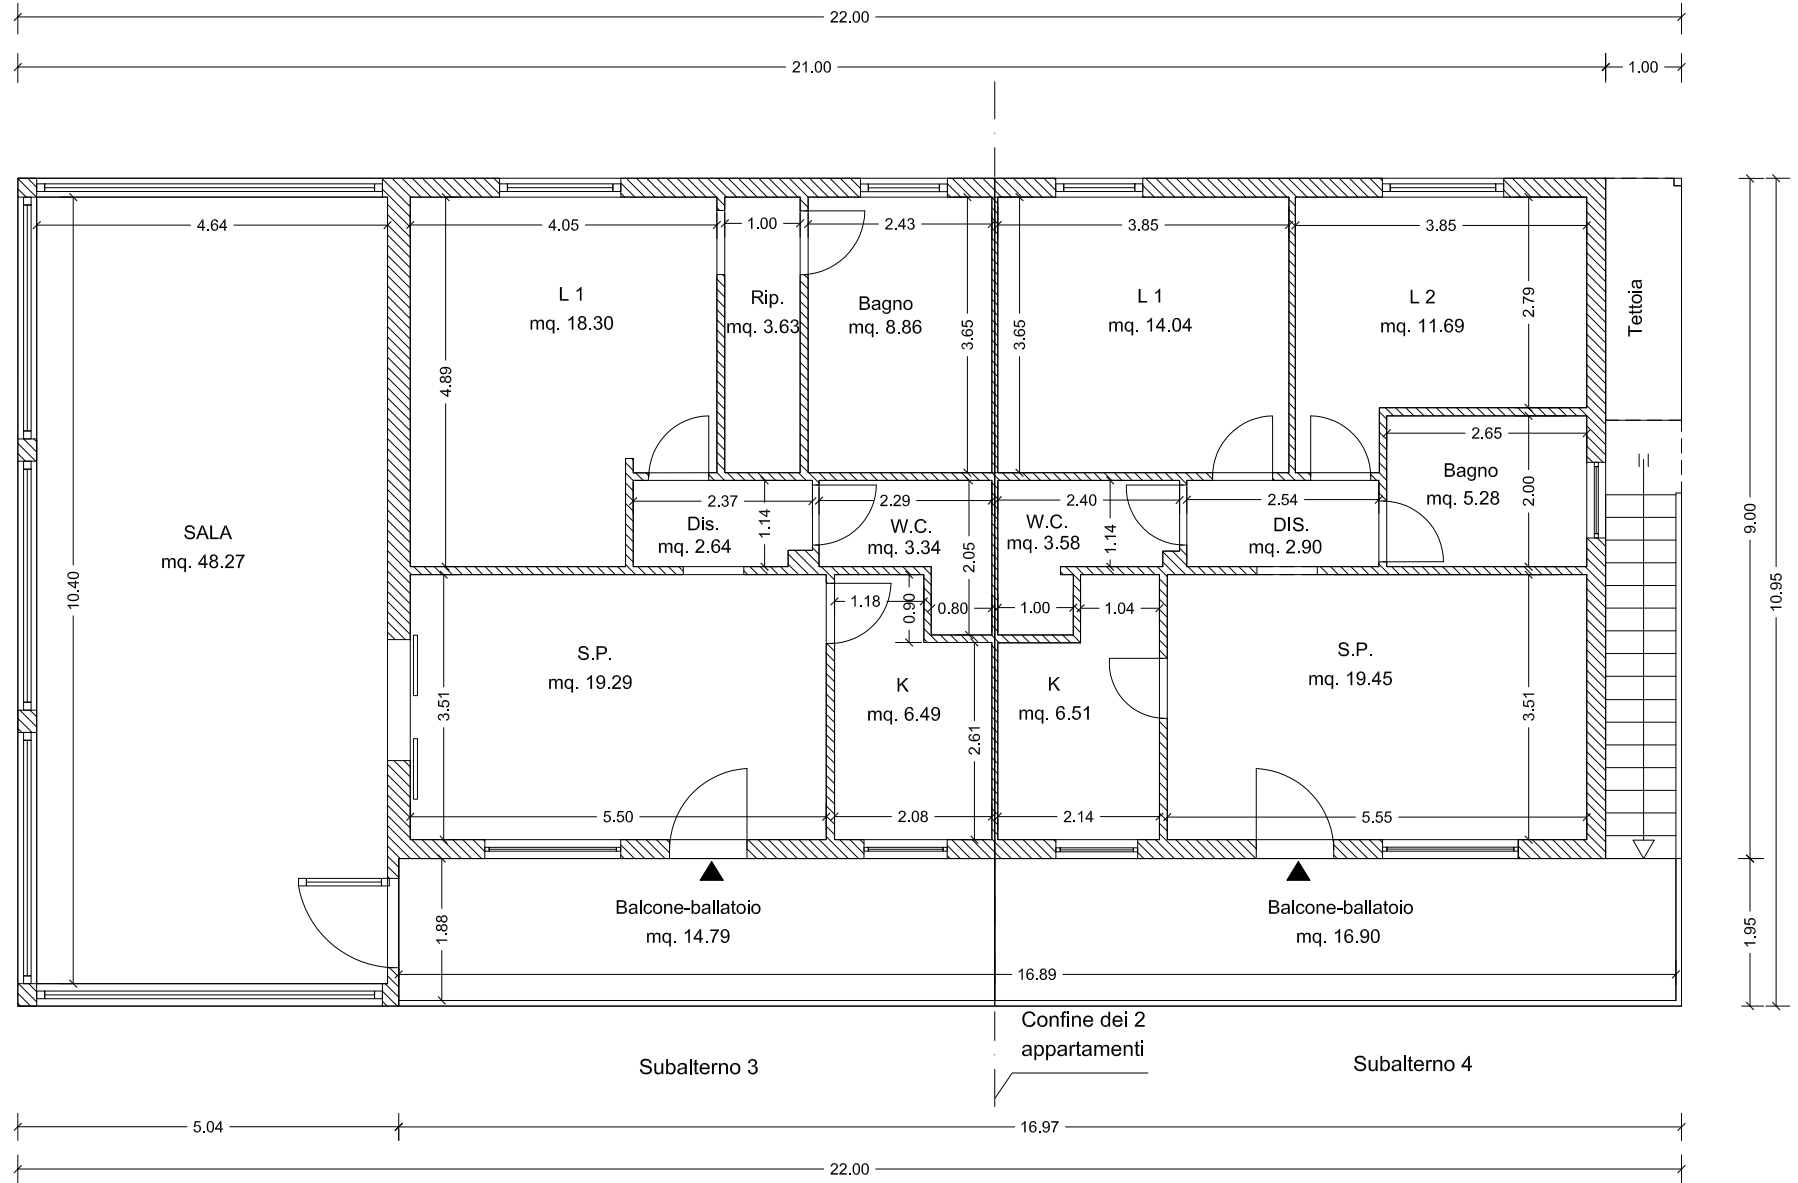 22.00
21.00
1.00
4.64
4.05
1.00
2.43
3.85
3.85
L 1
mq. 18.30
Rip.
mq. 3.63
Bagno
mq. 8.86
L 1
mq. 14.04
L 2
mq. 11.69
2.79
Tettoia
3.65
3.65
4.89
2.65
Bagno
mq. 5.28
2.00
2.37
1.14
2.29
2.40
1.14
2.54
SALA
mq. 48.27
Dis.
mq. 2.64
W.C.
mq. 3.34
2.05
W.C.
mq. 3.58
DIS.
mq. 2.90
9.00
10.95
10.40
1.18
0.90
0.80
1.00
1.04
S.P.
mq. 19.29
K
mq. 6.49
K
mq. 6.51
S.P.
mq. 19.45
3.51
2.61
3.51
5.50
2.08
2.14
5.55
Balcone-ballatoio
mq. 14.79
Balcone-ballatoio
mq. 16.90
1.88
1.95
16.89
Confine dei 2
appartamenti
Subalterno 3
Subalterno 4
5.04
16.97
22.00